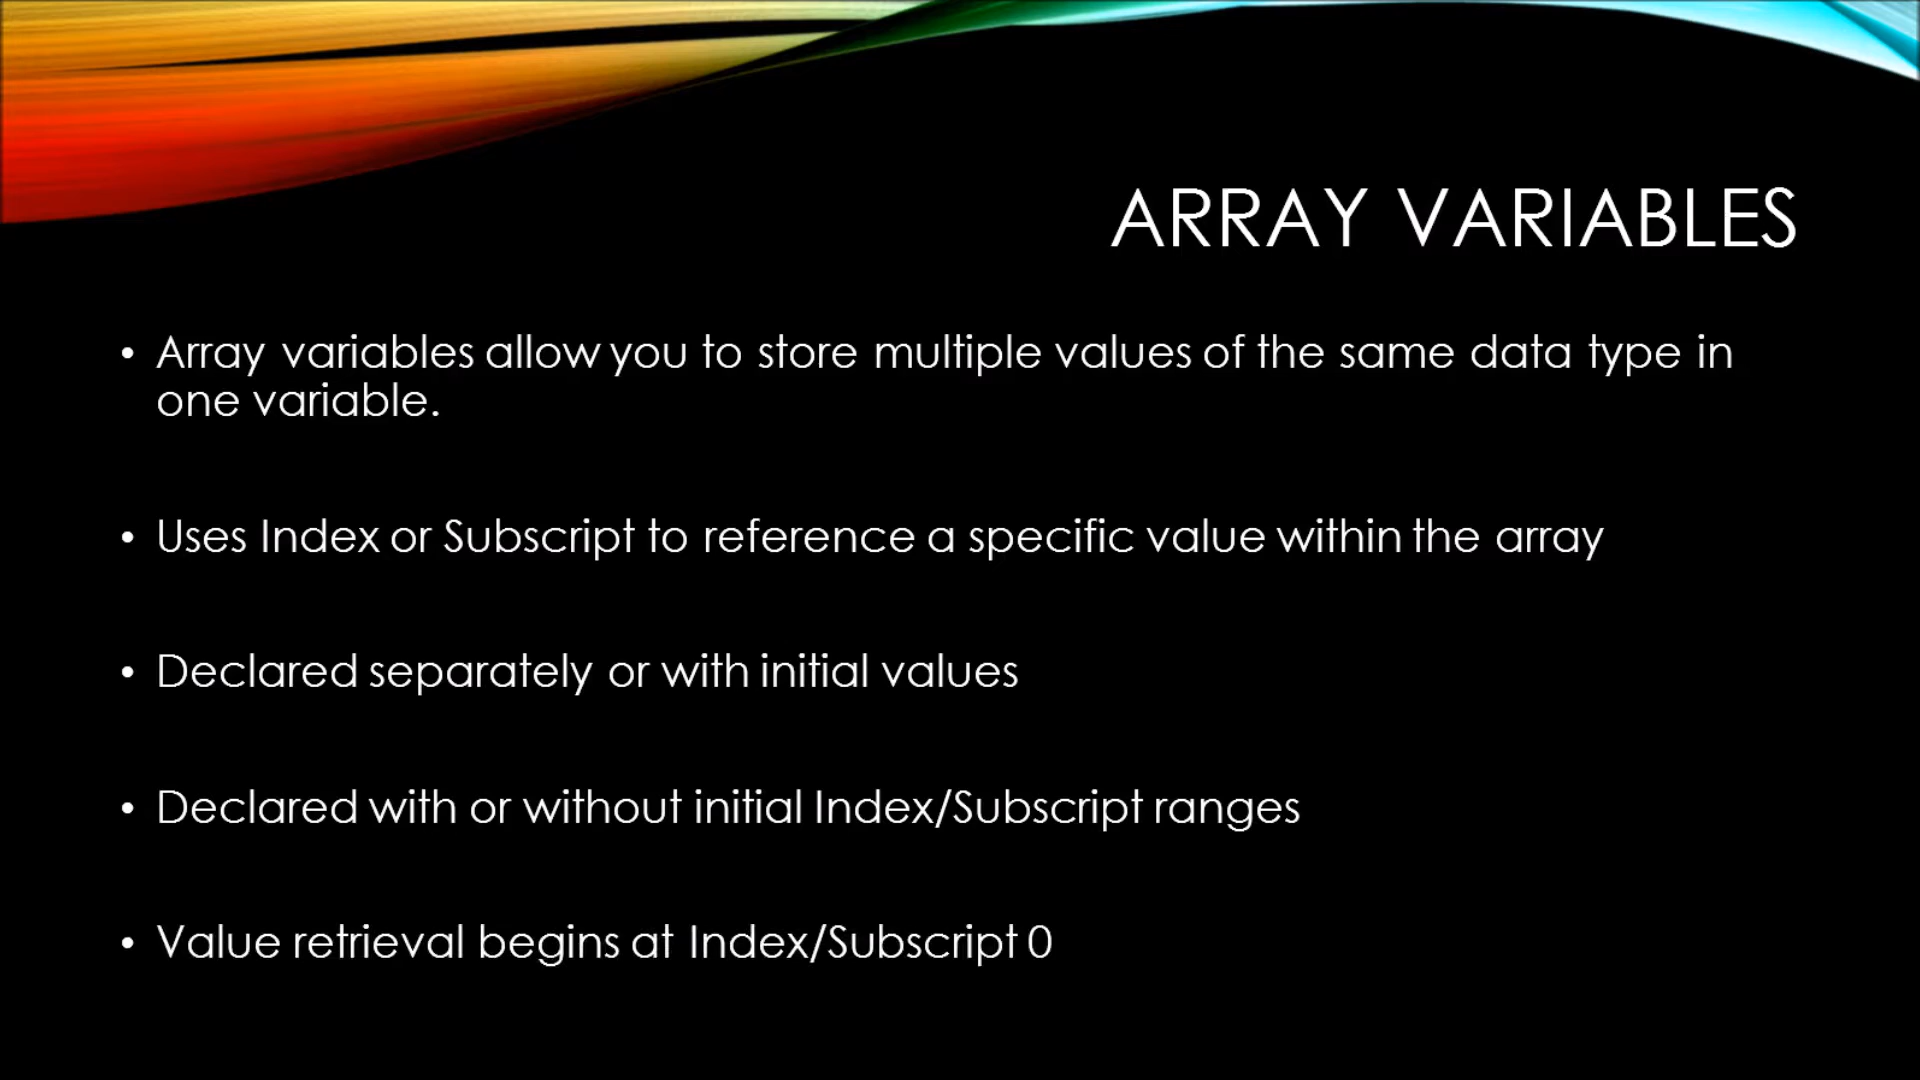 ARRAY VARIABLES
• Array variables allow you to store multiple values of the same data type in
one variable.
• Uses Index or Subscript to reference a specific value within the array
• Declared separately or with initial values
• Declared with or without initial Index/Subscript ranges
• Value retrieval begins at Index/Subscript 0